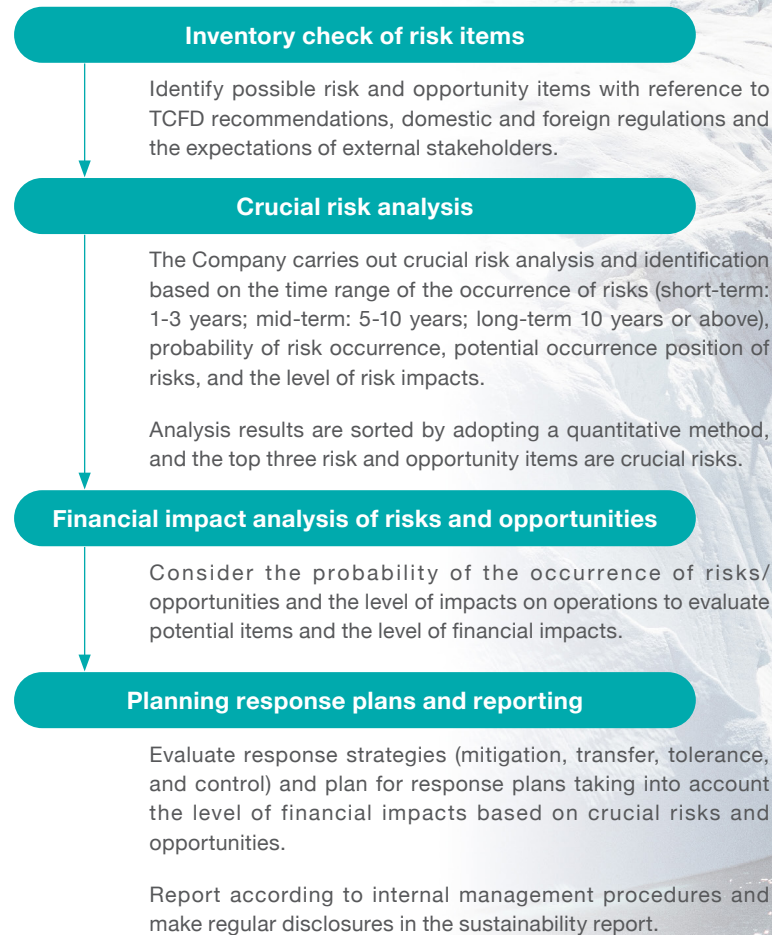 Inventory check of risk items
Identify possible risk and opportunity items with reference to
TCFD recommendations, domestic and foreign regulations and
the expectations of external stakeholders.
Crucial risk analysis
The Company carries out crucial risk analysis and identification
based on the time range of the occurrence of risks (short-term:
1-3 years; mid-term: 5-10 years; long-term 10 years or above),
probability of risk occurrence, potential occurrence position of
risks, and the level of risk impacts.
Analysis results are sorted by adopting a quantitative method,
and the top three risk and opportunity items are crucial risks.
Financial impact analysis of risks and opportunities
Consider the probability of the occurrence of risks/
opportunities and the level of impacts on operations to evaluate
potential items and the level of financial impacts.
Planning response plans and reporting
Evaluate response strategies (mitigation, transfer, tolerance,
and control) and plan for response plans taking into account
the level of financial impacts based on crucial risks and
opportunities.
Report according to internal management procedures and
make regular disclosures in the sustainability report.